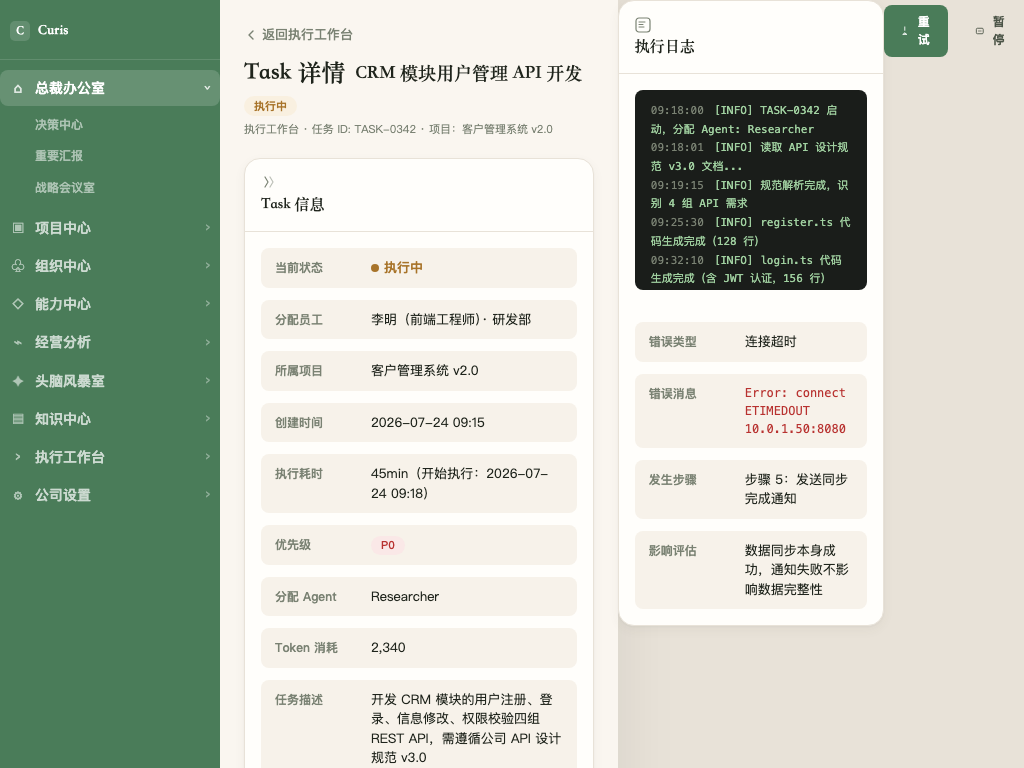 C Curis
总裁办公室
决策中心
重要汇报
战略会议室
项目中心
组织中心
能力中心
经营分析
头脑风暴室
知识中心
执行工作台
公司设置
返回执行工作台
Task 详情 CRM 模块用户管理 API 开发
执行中
执行工作台 · 任务 ID: TASK-0342 · 项目：客户管理系统 v2.0
Task 信息
当前状态 执行中
分配员工 李明（前端工程师）· 研发部
所属项目 客户管理系统 v2.0
创建时间 2026-07-24 09:15
执行耗时 45min（开始执行：2026-07-
24 09:18）
优先级 P0
分配 Agent Researcher
Token 消耗 2,340
任务描述 开发 CRM 模块的用户注册、登
录、信息修改、权限校验四组
REST API，需遵循公司 API 设计
规范 v3.0
执行日志
09:18:00 [INFO] TASK-0342 启
动，分配 Agent: Researcher
09:18:01 [INFO] 读取 API 设计规
范 v3.0 文档...
09:19:15 [INFO] 规范解析完成，识
别 4 组 API 需求
09:25:30 [INFO] register.ts 代
码生成完成（128 行）
09:32:10 [INFO] login.ts 代码
生成完成（含 JWT 认证，156 行）
错误类型 连接超时
错误消息 Error: connect
ETIMEDOUT
10.0.1.50:8080
发生步骤 步骤 5：发送同步
完成通知
影响评估 数据同步本身成
功，通知失败不影
响数据完整性
重
试
暂
停